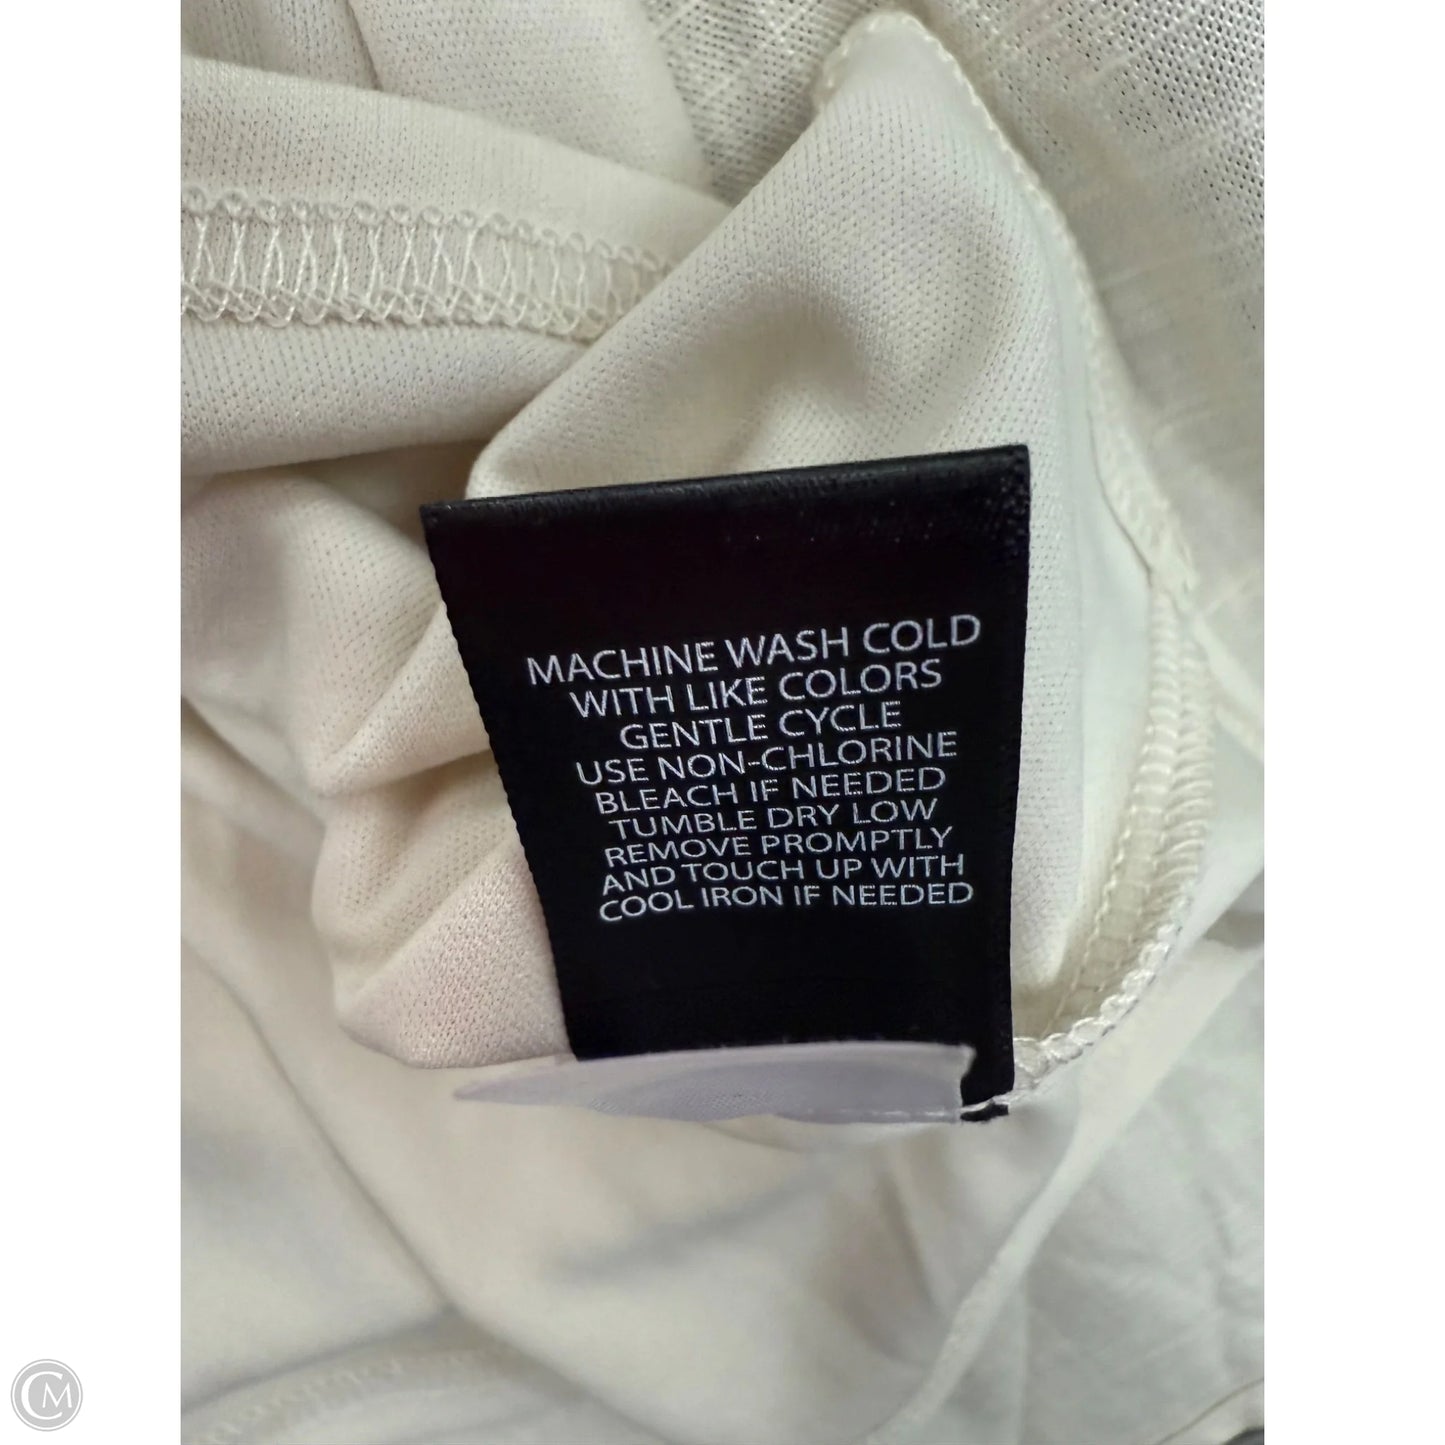 MACHINE WASH COLD
WITH LIKE COLORS
GENTLE CYCLE
USE NON-CHLORINE
BLEACH IF NEEDED
TUMBLE DRY LOW
REMOVE PROMPTLY
AND TOUCH UP WITH
COOL IRON IF NEEDED
CM